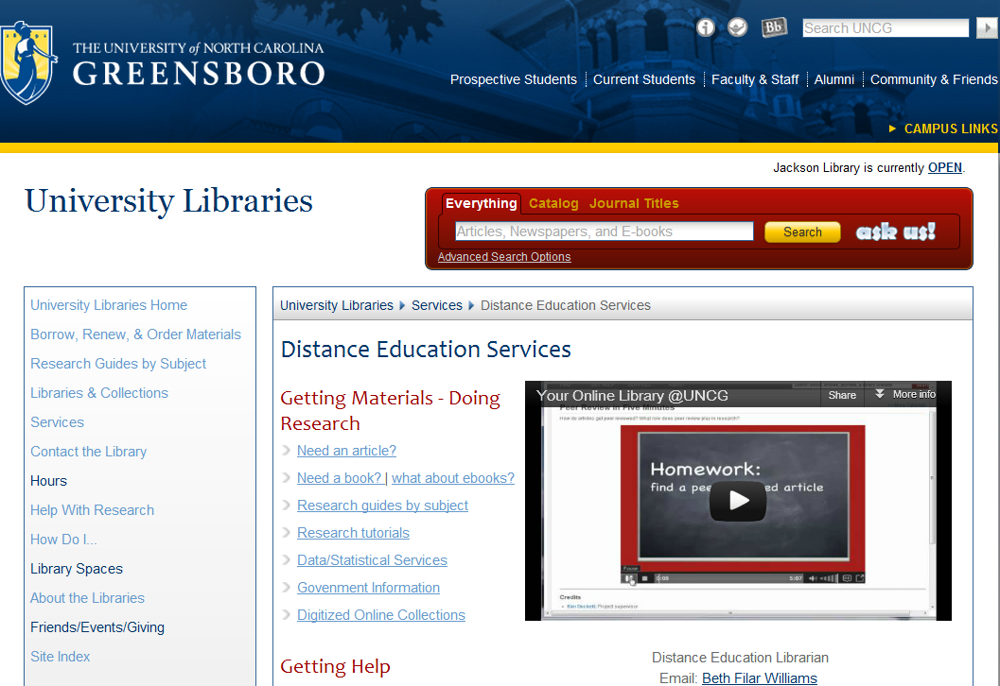 THE UNIVERSITY of NORTH CAROLINA
GREENSBORO
i
Bb
Search UNCG
Prospective Students
Current Students
Faculty & Staff
Alumni
Community & Friends
CAMPUS LINKS
Jackson Library is currently OPEN.
University Libraries
Everything
Catalog
Journal Titles
Articles, Newspapers, and E-books
Search
ask us!
Advanced Search Options
University Libraries Home
Borrow, Renew, & Order Materials
Research Guides by Subject
Libraries & Collections
Services
Contact the Library
Hours
Help With Research
How Do I...
Library Spaces
About the Libraries
Friends/Events/Giving
Site Index
University Libraries
Services
Distance Education Services
Distance Education Services
Getting Materials - Doing
Research
Need an article?
Need a book? | what about ebooks?
Research guides by subject
Research tutorials
Data/Statistical Services
Govenment Information
Digitized Online Collections
Getting Help
Your Online Library @UNCG
Share
More info
Peer Review in Five Minutes
How do articles get peer reviewed? What role does peer review play in research?
Homework:
find a pee ed article
Pause
0:08
5:07
Credits
Kim Duckett: Project supervisor
Distance Education Librarian
Email: Beth Filar Williams